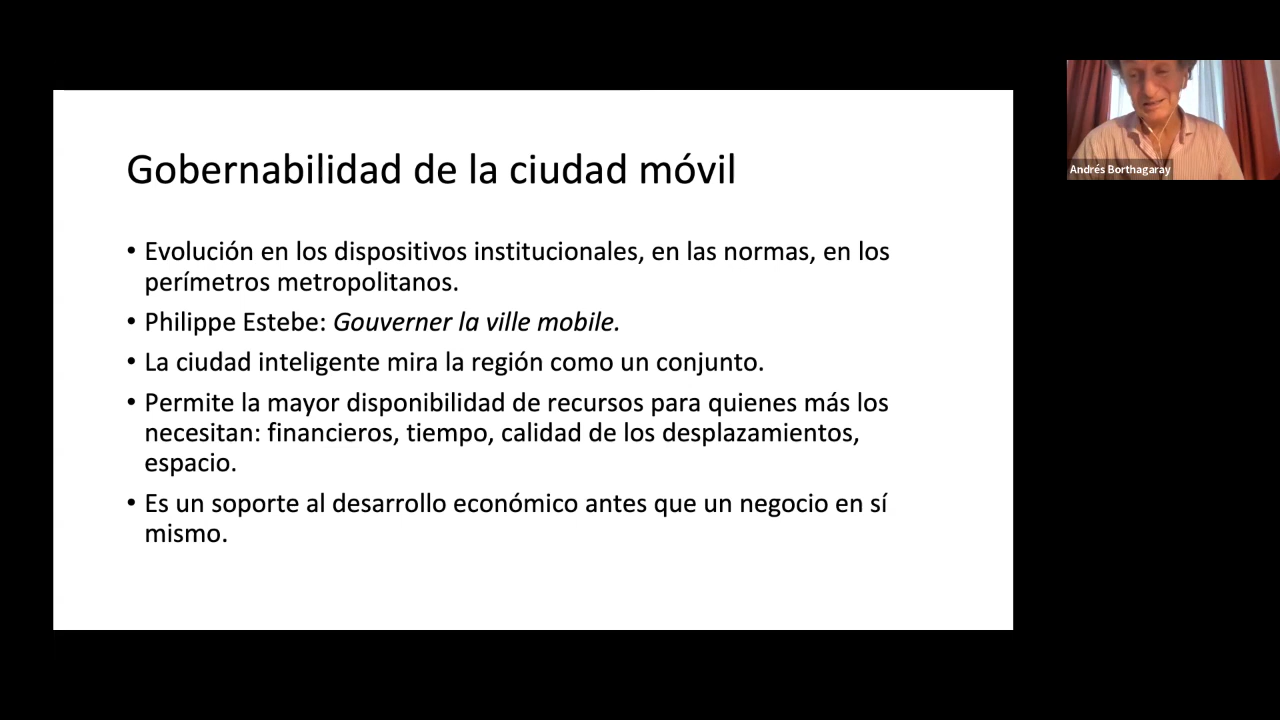 Gobernabilidad de la ciudad móvil
• Evolución en los dispositivos institucionales, en las normas, en los
perímetros metropolitanos.
• Philippe Estebe: Gouverner la ville mobile.
• La ciudad inteligente mira la región como un conjunto.
• Permite la mayor disponibilidad de recursos para quienes más los
necesitan: financieros, tiempo, calidad de los desplazamientos,
espacio.
• Es un soporte al desarrollo económico antes que un negocio en sí
mismo.
Andrés Borthagaray